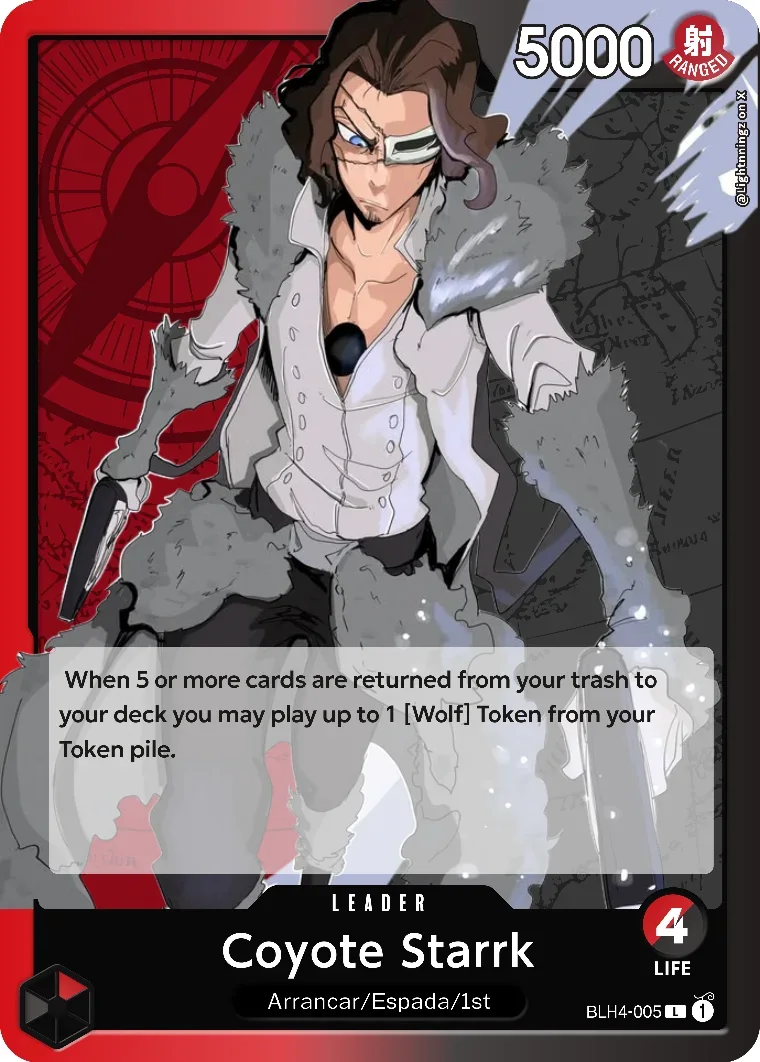 5000
射
RANGED
@Lightnningz on X
When 5 or more cards are returned from your trash to
your deck you may play up to 1 [Wolf] Token from your
Token pile.
LEADER
Coyote Starrk
4
LIFE
Arrancar/Espada/1st
BLH4-005 L 1